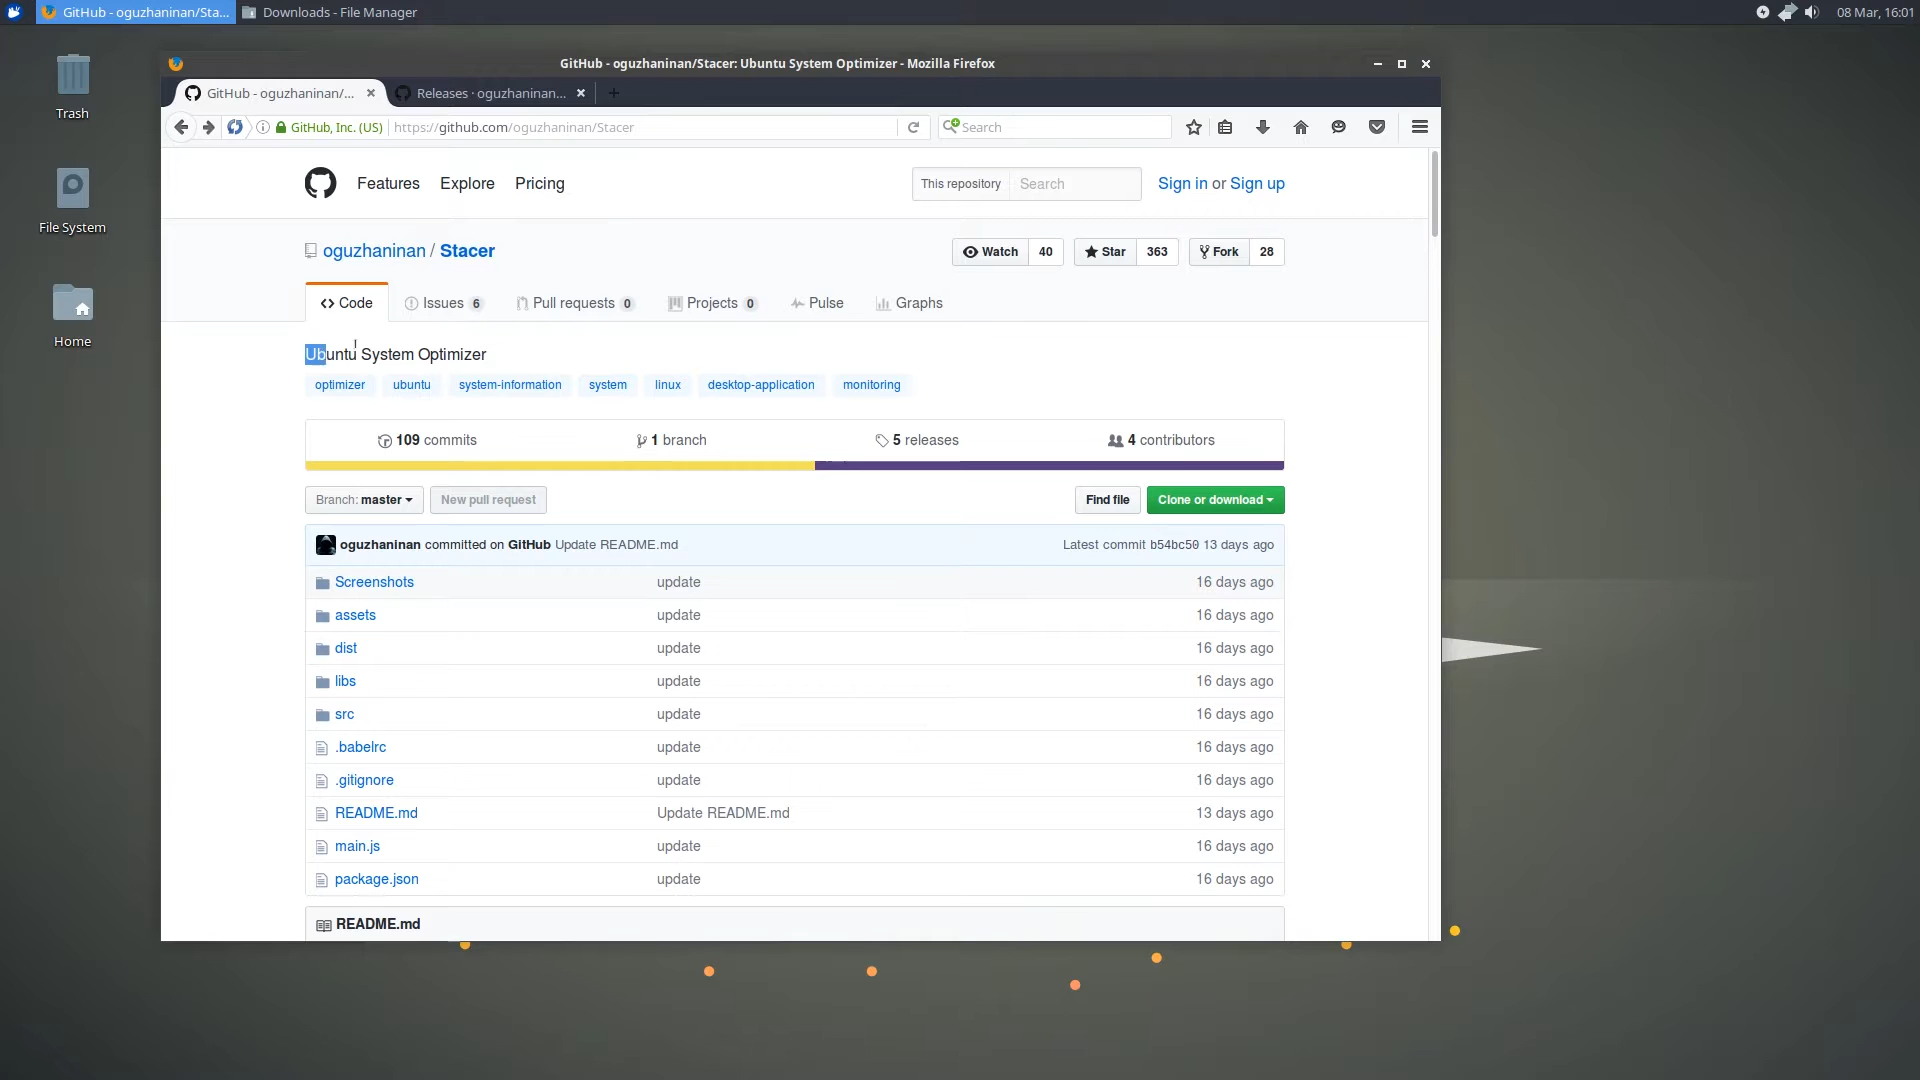 GitHub - oguzhaninan/Sta... Downloads - File Manager 08 Mar, 16:01
Trash
File System
Home
GitHub - oguzhaninan/Stacer: Ubuntu System Optimizer - Mozilla Firefox
GitHub - oguzhaninan/... Releases · oguzhaninan...
GitHub, Inc. (US) https://github.com/oguzhaninan/Stacer Search
Features Explore Pricing This repository Search Sign in or Sign up
oguzhaninan / Stacer Watch 40 Star 363 Fork 28
Code Issues 6 Pull requests 0 Projects 0 Pulse Graphs
Ubuntu System Optimizer
optimizer ubuntu system-information system linux desktop-application monitoring
109 commits 1 branch 5 releases 4 contributors
Branch: master New pull request Find file Clone or download
oguzhaninan committed on GitHub Update README.md Latest commit b54bc50 13 days ago
Screenshots update 16 days ago
assets update 16 days ago
dist update 16 days ago
libs update 16 days ago
src update 16 days ago
.babelrc update 16 days ago
.gitignore update 16 days ago
README.md Update README.md 13 days ago
main.js update 16 days ago
package.json update 16 days ago
README.md